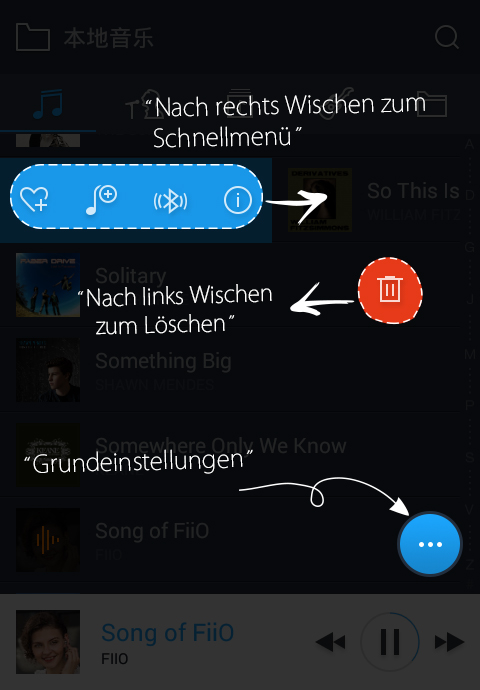 本地音乐
“Nach rechts Wischen zum
Schnellmenü”
A
D
So This Is
WILLIAM FITZ
G
Solitary
“Nach links Wischen
zum Löschen”
J
M
Something Big
SHAWN MENDES
P
Somewhere Only We Know
S
“Grundeinstellungen”
V
Song of FiiO
FIIO
Z
Song of FiiO
FIIO